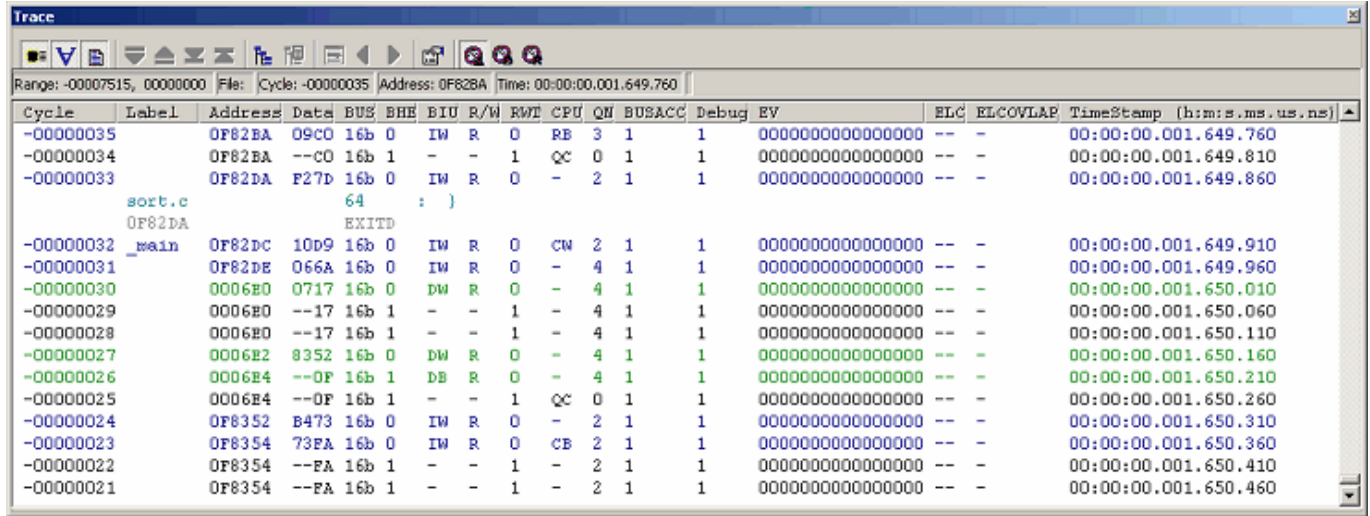 Trace
Range: -00007515, 00000000 File: Cycle: -00000035 Address: 0F82BA Time: 00:00:00.001.649.760
Cycle Label Address Data BUS BHE BIU R/W RWT CPU QN BUSACC Debug EV ELC ELCOVLAP TimeStamp (h:m:s.ms.us.ns)
-00000035 0F82BA 09C0 16b 0 IW R 0 RB 3 1 1 0000000000000000 -- - 00:00:00.001.649.760
-00000034 0F82BA --C0 16b 1 - - 1 QC 0 1 1 0000000000000000 -- - 00:00:00.001.649.810
-00000033 0F82DA F27D 16b 0 IW R 0 - 2 1 1 0000000000000000 -- - 00:00:00.001.649.860
sort.c 64 : }
0F82DA EXITD
-00000032 _main 0F82DC 10D9 16b 0 IW R 0 CW 2 1 1 0000000000000000 -- - 00:00:00.001.649.910
-00000031 0F82DE 066A 16b 0 IW R 0 - 4 1 1 0000000000000000 -- - 00:00:00.001.649.960
-00000030 0006E0 0717 16b 0 DW R 0 - 4 1 1 0000000000000000 -- - 00:00:00.001.650.010
-00000029 0006E0 --17 16b 1 - - 1 - 4 1 1 0000000000000000 -- - 00:00:00.001.650.060
-00000028 0006E0 --17 16b 1 - - 1 - 4 1 1 0000000000000000 -- - 00:00:00.001.650.110
-00000027 0006E2 8352 16b 0 DW R 0 - 4 1 1 0000000000000000 -- - 00:00:00.001.650.160
-00000026 0006E4 --0F 16b 1 DB R 0 - 4 1 1 0000000000000000 -- - 00:00:00.001.650.210
-00000025 0006E4 --0F 16b 1 - - 1 QC 0 1 1 0000000000000000 -- - 00:00:00.001.650.260
-00000024 0F8352 B473 16b 0 IW R 0 - 2 1 1 0000000000000000 -- - 00:00:00.001.650.310
-00000023 0F8354 73FA 16b 0 IW R 0 CB 2 1 1 0000000000000000 -- - 00:00:00.001.650.360
-00000022 0F8354 --FA 16b 1 - - 1 - 2 1 1 0000000000000000 -- - 00:00:00.001.650.410
-00000021 0F8354 --FA 16b 1 - - 1 - 2 1 1 0000000000000000 -- - 00:00:00.001.650.460